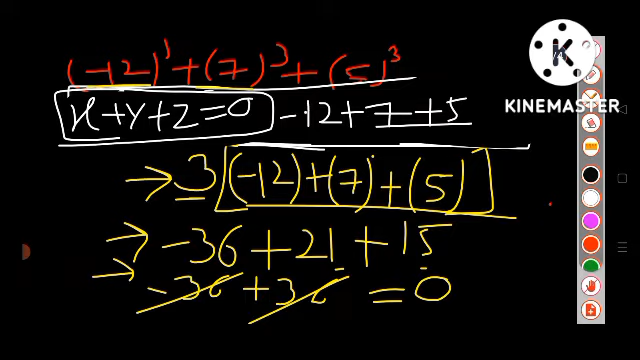 (-12)³ + (7)³ + (5)³
x+y+z=0 -12+7+5
→ 3[(-12)+(7)+(5)]
→ -36+21+15
→ -36+36 = 0
K
KINEMASTER